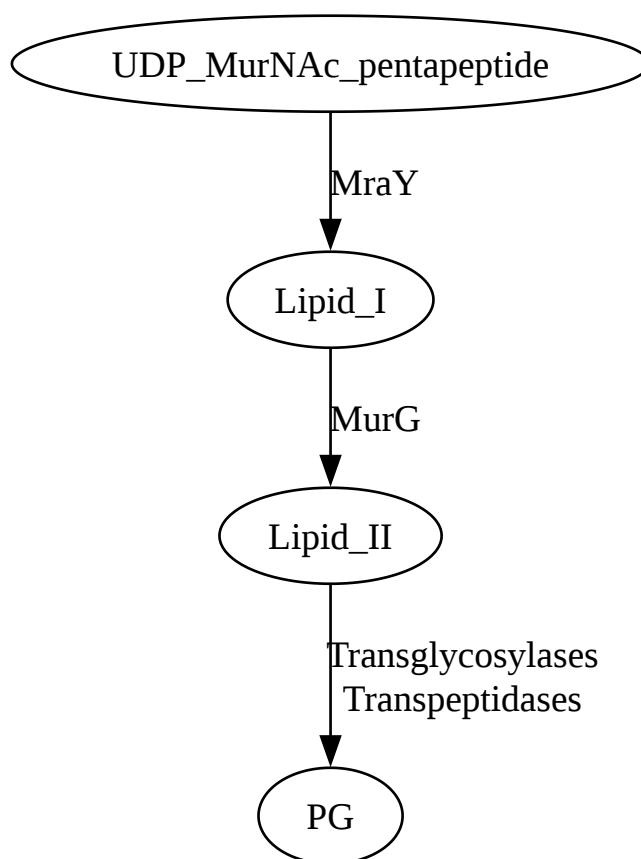 UDP_MurNAc_pentapeptide
MraY
Lipid_I
MurG
Lipid_II
Transglycosylases
Transpeptidases
PG